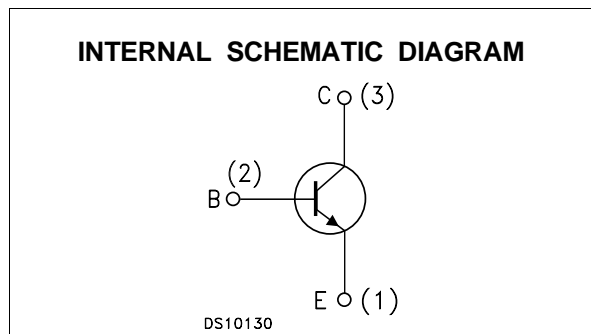 INTERNAL SCHEMATIC DIAGRAM
C (3)
(2)
B
E (1)
DS10130